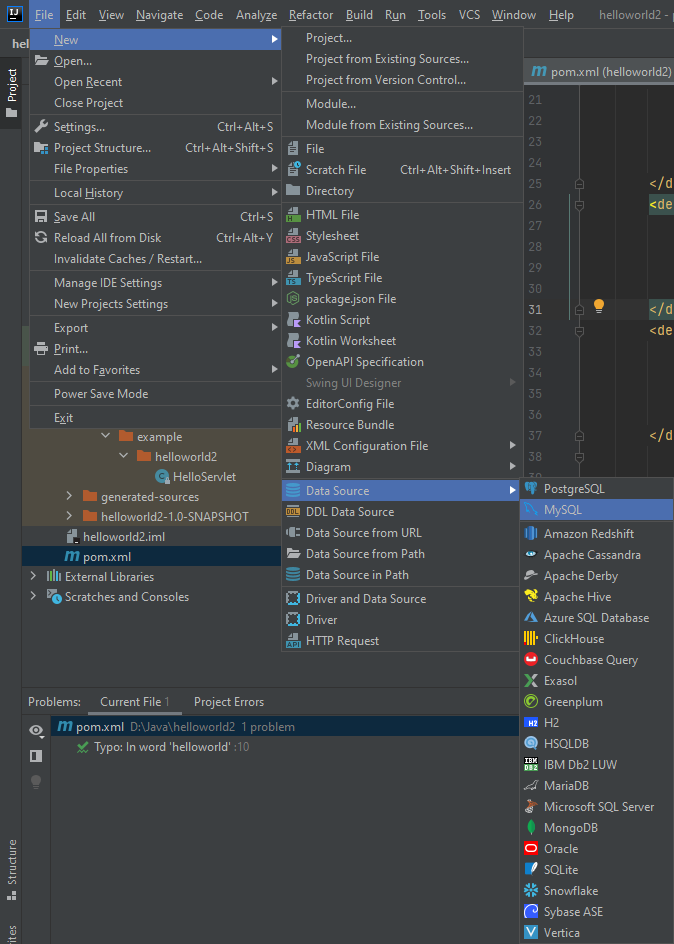 File Edit View Navigate Code Analyze Refactor Build Run Tools VCS Window Help helloworld2 - p
hel
Project
New
Open...
Open Recent
Close Project
Settings... Ctrl+Alt+S
Project Structure... Ctrl+Alt+Shift+S
File Properties
Local History
Save All Ctrl+S
Reload All from Disk Ctrl+Alt+Y
Invalidate Caches / Restart...
Manage IDE Settings
New Projects Settings
Export
Print...
Add to Favorites
Power Save Mode
Exit
Project...
Project from Existing Sources...
Project from Version Control...
Module...
Module from Existing Sources...
File
Scratch File Ctrl+Alt+Shift+Insert
Directory
HTML File
Stylesheet
JavaScript File
TypeScript File
package.json File
Kotlin Script
Kotlin Worksheet
OpenAPI Specification
Swing UI Designer
EditorConfig File
Resource Bundle
XML Configuration File
Diagram
Data Source
DDL Data Source
Data Source from URL
Data Source from Path
Data Source in Path
Driver and Data Source
Driver
HTTP Request
PostgreSQL
MySQL
Amazon Redshift
Apache Cassandra
Apache Derby
Apache Hive
Azure SQL Database
ClickHouse
Couchbase Query
Exasol
Greenplum
H2
HSQLDB
IBM Db2 LUW
MariaDB
Microsoft SQL Server
MongoDB
Oracle
SQLite
Snowflake
Sybase ASE
Vertica
pom.xml (helloworld2)
21
22
23
24
25 </d
26 <de
27
28
29
30
31 </d
32 <de
33
34
35
36
37 </d
38
example
helloworld2
HelloServlet
generated-sources
helloworld2-1.0-SNAPSHOT
helloworld2.iml
pom.xml
External Libraries
Scratches and Consoles
Problems: Current File 1 Project Errors
pom.xml D:\Java\helloworld2 1 problem
Typo: In word 'helloworld' :10
Structure
ites